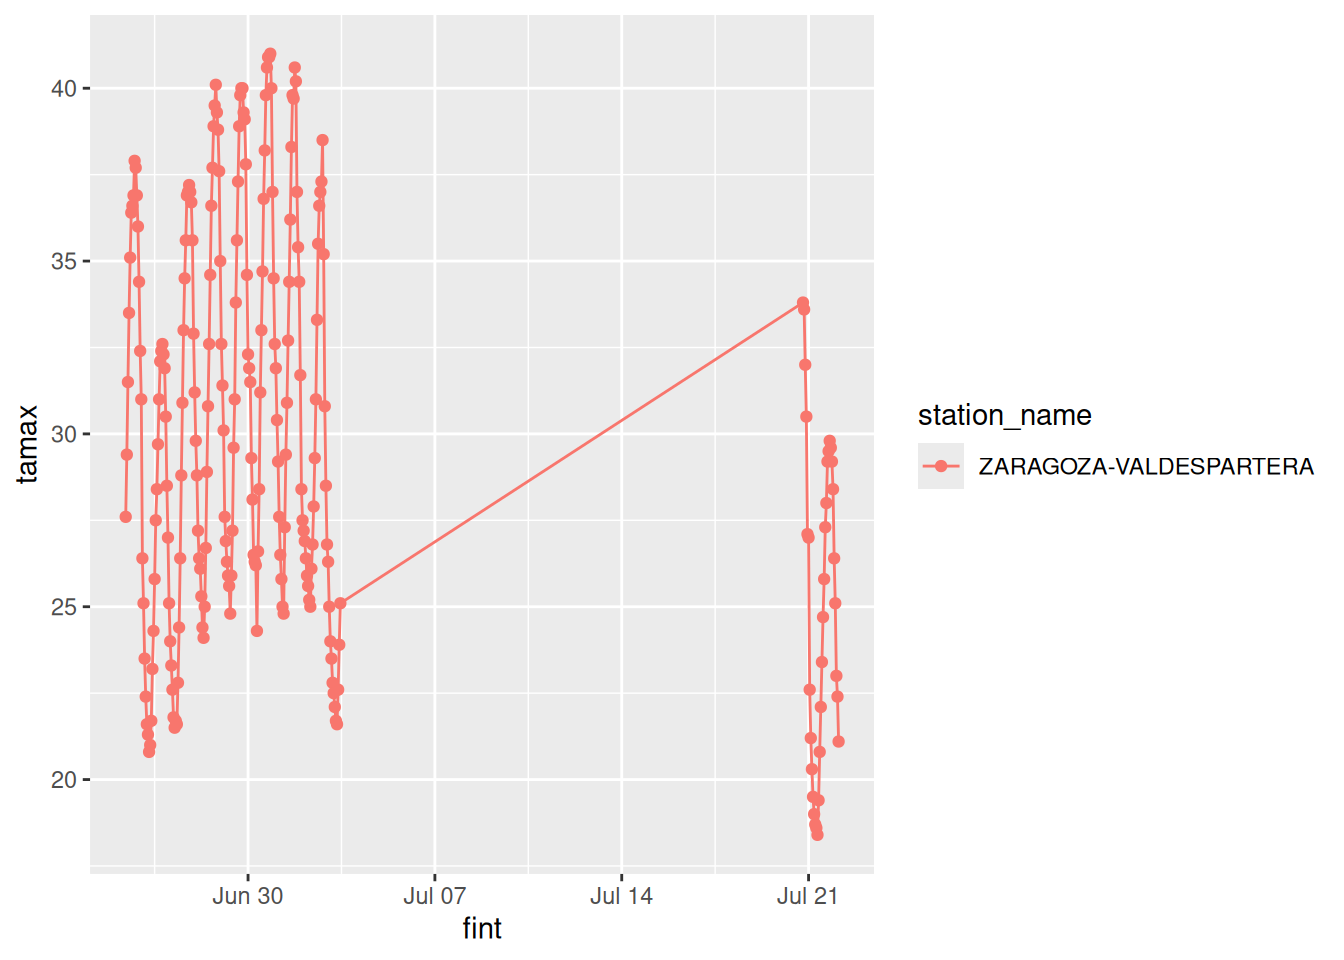 40
35
30
25
20
tamax
Jun 30
Jul 07
Jul 14
Jul 21
fint
station_name
ZARAGOZA-VALDESPARTERA